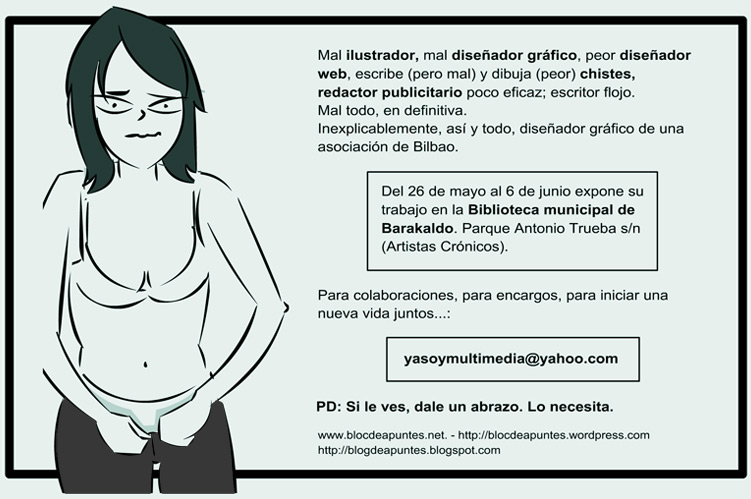 Mal ilustrador, mal diseñador gráfico, peor diseñador
web, escribe (pero mal) y dibuja (peor) chistes,
redactor publicitario poco eficaz; escritor flojo.
Mal todo, en definitiva.
Inexplicablemente, así y todo, diseñador gráfico de una
asociación de Bilbao.
Del 26 de mayo al 6 de junio expone su
trabajo en la Biblioteca municipal de
Barakaldo. Parque Antonio Trueba s/n
(Artistas Crónicos).
Para colaboraciones, para encargos, para iniciar una
nueva vida juntos...:
yasoymultimedia@yahoo.com
PD: Si le ves, dale un abrazo. Lo necesita.
www.blocdeapuntes.net. - http://blocdeapuntes.wordpress.com
http://blogdeapuntes.blogspot.com